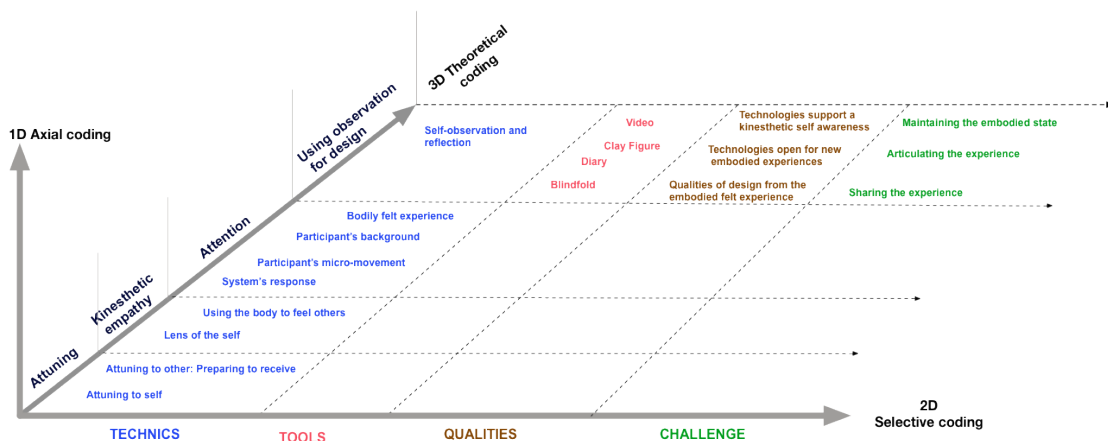 3D Theoretical
coding
1D Axial coding
Using observation
for design
Attention
Kinesthetic
empathy
Attuning
Self-observation and
reflection
Video
Clay Figure
Diary
Blindfold
Technologies support a
kinesthetic self awareness
Technologies open for new
embodied experiences
Qualities of design from the
embodied felt experience
Maintaining the embodied state
Articulating the experience
Sharing the experience
Bodily felt experience
Participant's background
Participant's micro-movement
System's response
Using the body to feel others
Lens of the self
Attuning to other: Preparing to receive
Attuning to self
2D
Selective coding
TECHNICS
TOOLS
QUALITIES
CHALLENGE